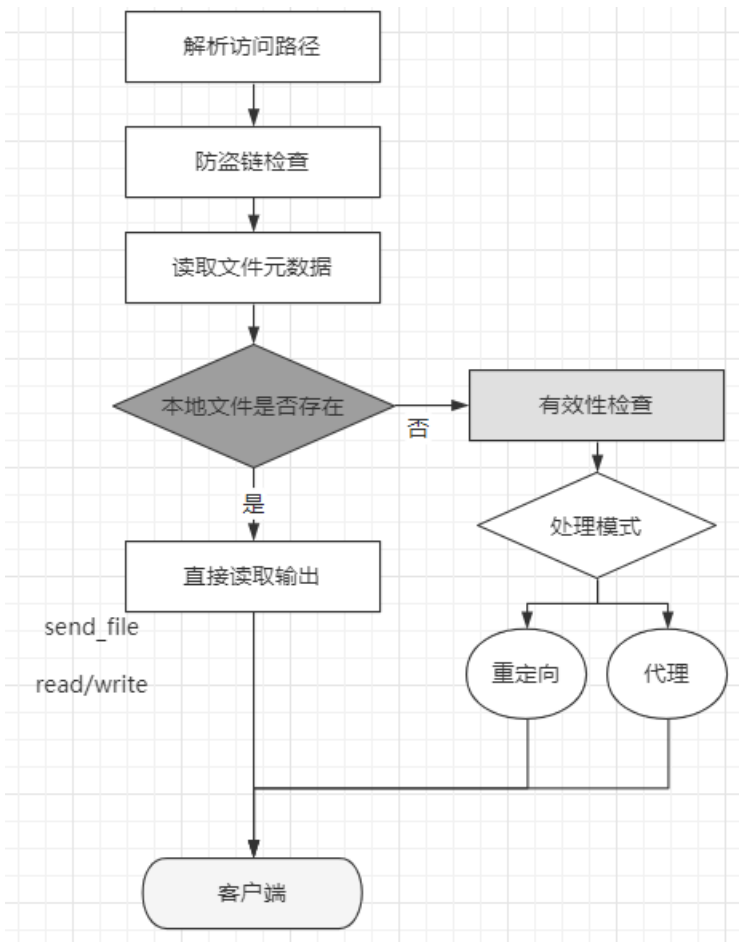 解析访问路径
防盗链检查
读取文件元数据
本地文件是否存在
否
有效性检查
是
处理模式
直接读取输出
send_file
read/write
重定向
代理
客户端